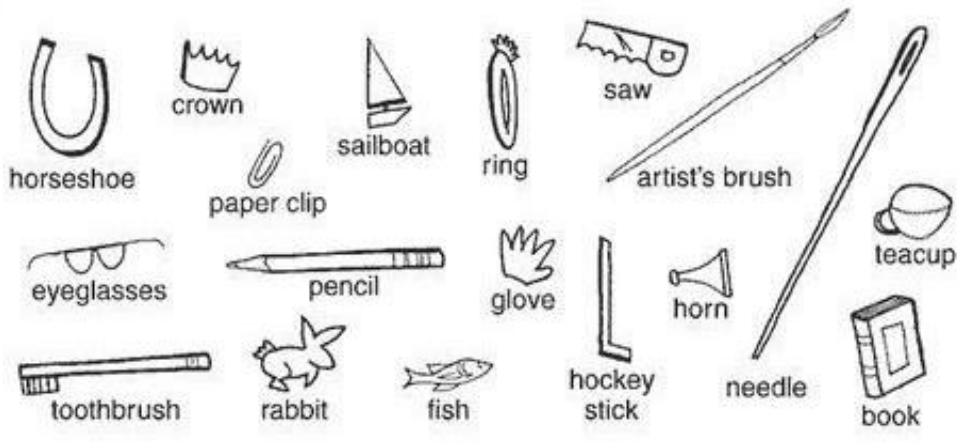 crown
saw
sailboat
ring
horseshoe
artist's brush
paper clip
teacup
eyeglasses
pencil
glove
horn
hockey
stick
needle
toothbrush
rabbit
fish
book